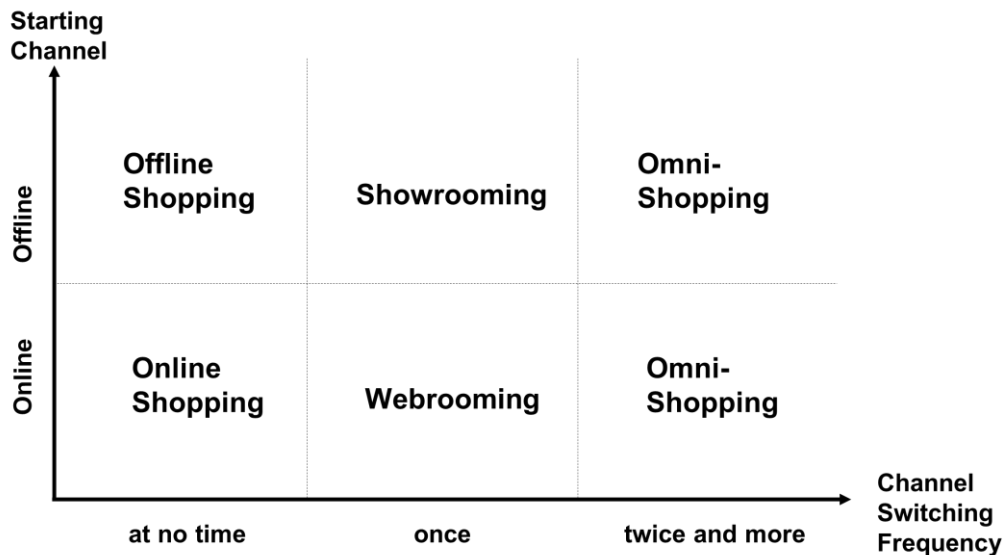 Starting
Channel
Offline
Offline
Shopping
Showrooming
Omni-
Shopping
Online
Online
Shopping
Webrooming
Omni-
Shopping
at no time
once
twice and more
Channel
Switching
Frequency